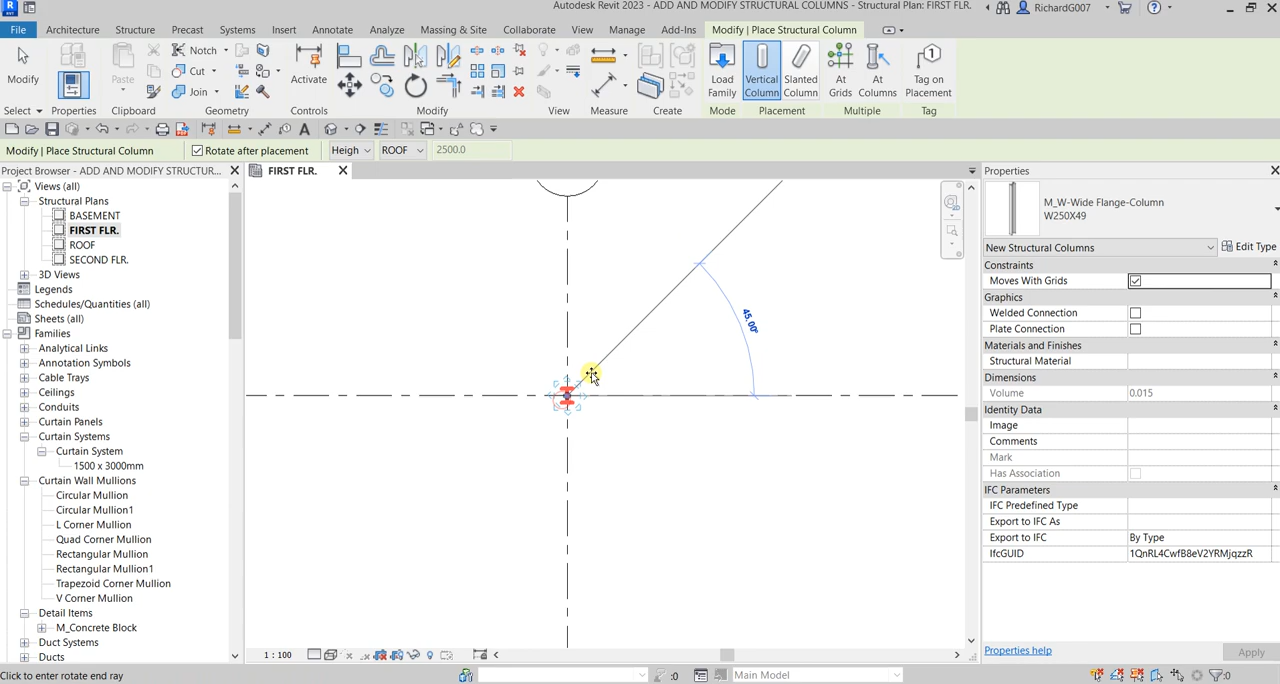 Autodesk Revit 2023 - ADD AND MODIFY STRUCTURAL COLUMNS - Structural Plan: FIRST FLR.
RichardG007
File Architecture Structure Precast Systems Insert Annotate Analyze Massing & Site Collaborate View Manage Add-Ins Modify | Place Structural Column
Modify
Paste
Notch
Cut
Join
Activate
Load Family
Vertical Column
Slanted Column
At Grids
At Columns
Tag on Placement
Select Properties Clipboard Geometry Controls Modify View Measure Create Mode Placement Multiple Tag
Modify | Place Structural Column Rotate after placement Heigh ROOF 2500.0
Project Browser - ADD AND MODIFY STRUCTUR...
Views (all)
Structural Plans
BASEMENT
FIRST FLR.
ROOF
SECOND FLR.
3D Views
Legends
Schedules/Quantities (all)
Sheets (all)
Families
Analytical Links
Annotation Symbols
Cable Trays
Ceilings
Conduits
Curtain Panels
Curtain Systems
Curtain System
1500 x 3000mm
Curtain Wall Mullions
Circular Mullion
Circular Mullion1
L Corner Mullion
Quad Corner Mullion
Rectangular Mullion
Rectangular Mullion1
Trapezoid Corner Mullion
V Corner Mullion
Detail Items
M_Concrete Block
Duct Systems
Ducts
FIRST FLR.
45.00°
1 : 100
Properties
M_W-Wide Flange-Column
W250X49
New Structural Columns Edit Type
Constraints
Moves With Grids
Graphics
Welded Connection
Plate Connection
Materials and Finishes
Structural Material
Dimensions
Volume 0.015
Identity Data
Image
Comments
Mark
Has Association
IFC Parameters
IFC Predefined Type
Export to IFC As
Export to IFC By Type
IfcGUID 1QnRL4CwfB8eV2YRMjqzzR
Properties help Apply
Click to enter rotate end ray :0 Main Model :0